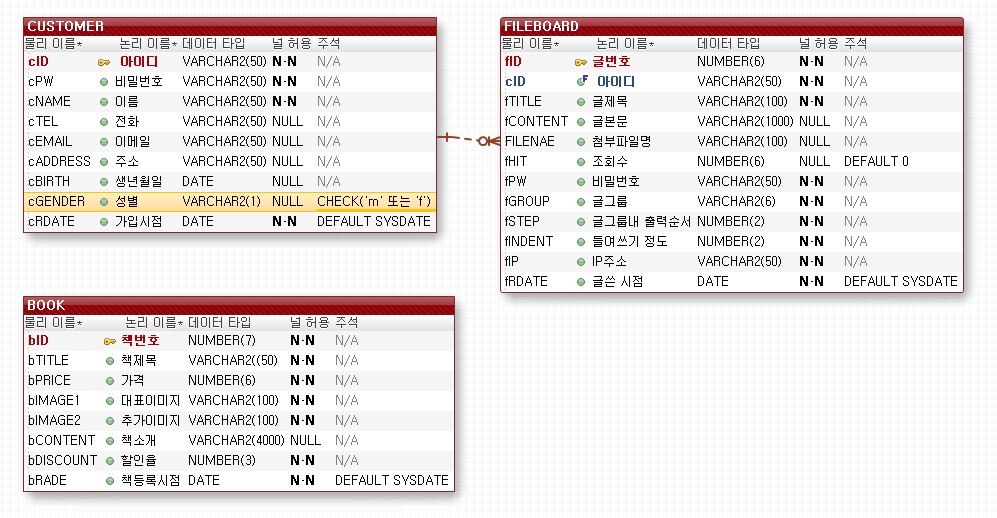 CUSTOMER
물리 이름* 논리 이름* 데이터 타입 널 허용 주석
cID 아이디 VARCHAR2(50) N-N N/A
cPW 비밀번호 VARCHAR2(50) N-N N/A
cNAME 이름 VARCHAR2(50) N-N N/A
cTEL 전화 VARCHAR2(50) NULL N/A
cEMAIL 이메일 VARCHAR2(50) NULL N/A
cADDRESS 주소 VARCHAR2(50) NULL N/A
cBIRTH 생년월일 DATE NULL N/A
cGENDER 성별 VARCHAR2(1) NULL CHECK('m' 또는 'f')
cRDATE 가입시점 DATE N-N DEFAULT SYSDATE
FILEBOARD
물리 이름* 논리 이름* 데이터 타입 널 허용 주석
fID 글번호 NUMBER(6) N-N N/A
cID F 아이디 VARCHAR2(50) N-N N/A
fTITLE 글제목 VARCHAR2(100) N-N N/A
fCONTENT 글본문 VARCHAR2(1000) NULL N/A
FILENAE 첨부파일명 VARCHAR2(100) NULL N/A
fHIT 조회수 NUMBER(6) NULL DEFAULT 0
fPW 비밀번호 VARCHAR2(50) N-N N/A
fGROUP 글그룹 VARCHAR2(6) N-N N/A
fSTEP 글그룹내 출력순서 NUMBER(2) N-N N/A
fINDENT 들여쓰기 정도 NUMBER(2) N-N N/A
fIP IP주소 VARCHAR2(50) N-N N/A
fRDATE 글쓴 시점 DATE N-N DEFAULT SYSDATE
BOOK
물리 이름* 논리 이름* 데이터 타입 널 허용 주석
bID 책번호 NUMBER(7) N-N N/A
bTITLE 책제목 VARCHAR2((50) N-N N/A
bPRICE 가격 NUMBER(6) N-N N/A
bIMAGE1 대표이미지 VARCHAR2(100) N-N N/A
bIMAGE2 추가이미지 VARCHAR2(100) N-N N/A
bCONTENT 책소개 VARCHAR2(4000) NULL N/A
bDISCOUNT 할인율 NUMBER(3) N-N N/A
bRADE 책등록시점 DATE N-N DEFAULT SYSDATE